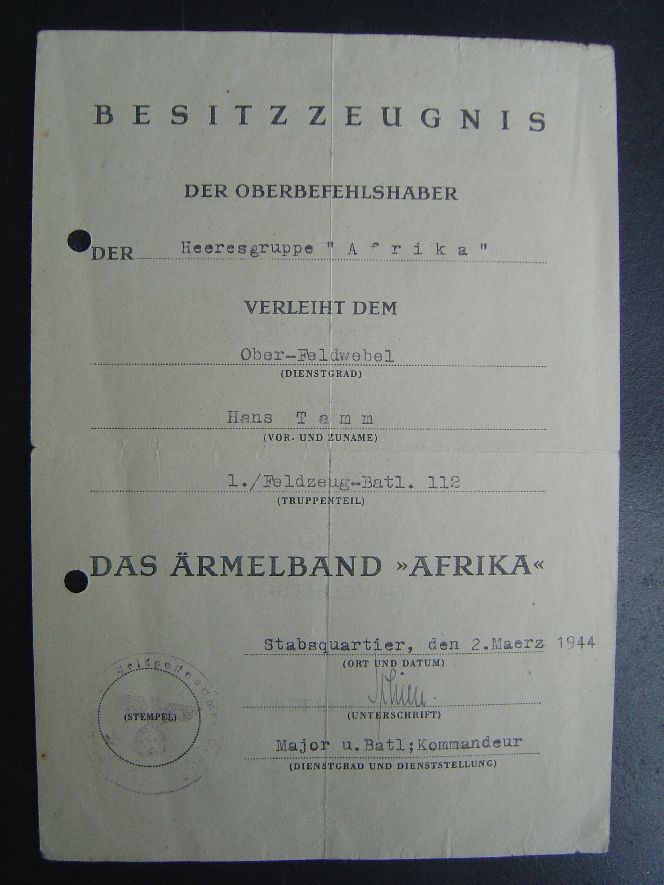 BESITZZEUGNIS
DER OBERBEFEHLSHABER
DER Heeresgruppe "Afrika"
VERLEIHT DEM
Ober-Feldwebel
(DIENSTGRAD)
Hans Tamm
(VOR- UND ZUNAME)
1./Feldzeug-Batl. 112
(TRUPPENTEIL)
DAS ÄRMELBAND »AFRIKA«
Stabsquartier, den 2.Maerz 1944
(ORT UND DATUM)
(UNTERSCHRIFT)
Feldpostnummer
(STEMPEL)
Major u.Batl;Kommandeur
(DIENSTGRAD UND DIENSTSTELLUNG)